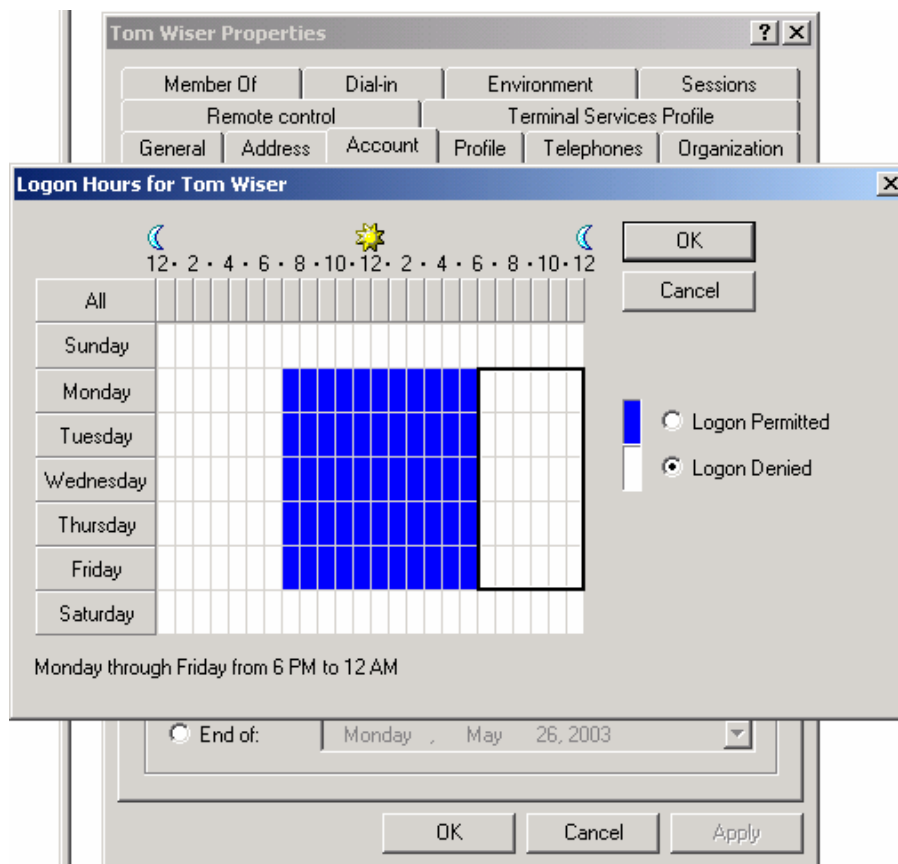 Tom Wiser Properties
Member Of Dial-in Environment Sessions
Remote control Terminal Services Profile
General Address Account Profile Telephones Organization
Logon Hours for Tom Wiser
12 · 2 · 4 · 6 · 8 · 10 · 12 · 2 · 4 · 6 · 8 · 10 · 12
OK
Cancel
All
Sunday
Monday
Tuesday
Wednesday
Thursday
Friday
Saturday
Logon Permitted
Logon Denied
Monday through Friday from 6 PM to 12 AM
End of: Monday , May 26, 2003
OK Cancel Apply